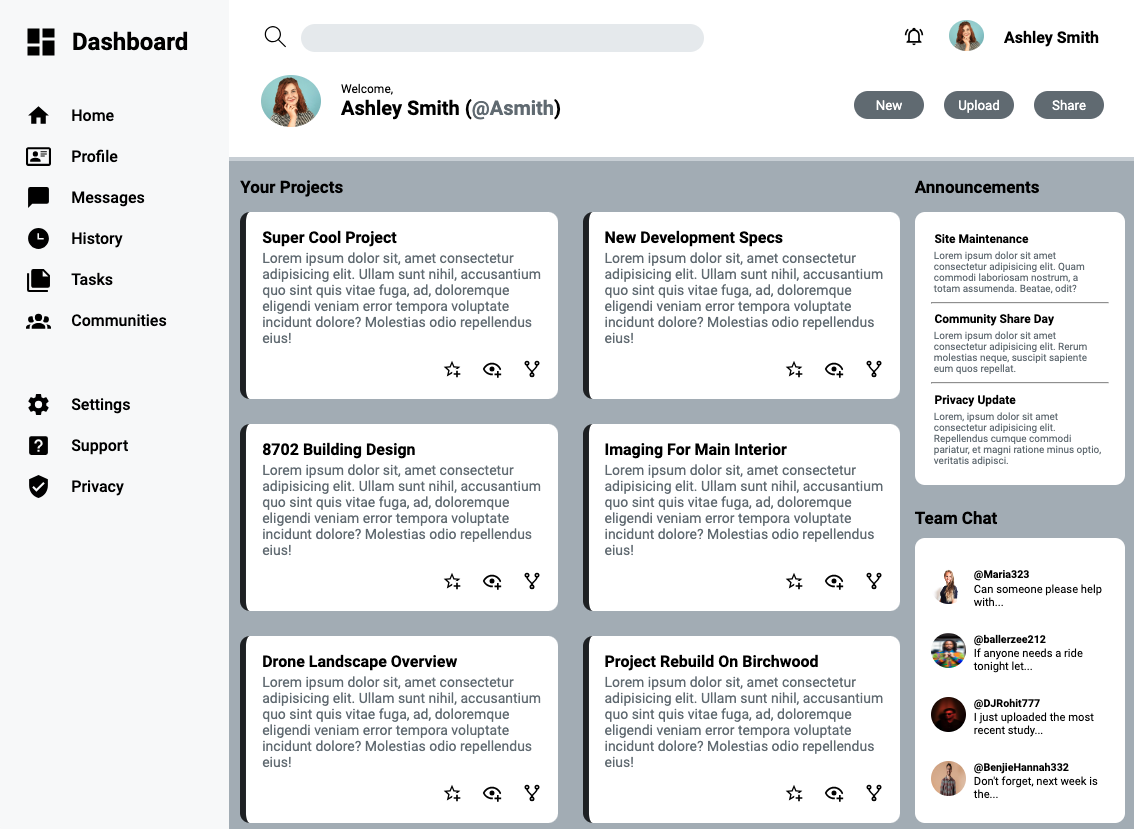 Dashboard
Home
Profile
Messages
History
Tasks
Communities
Settings
Support
Privacy
Ashley Smith
Welcome,
Ashley Smith (@Asmith)
New
Upload
Share
Your Projects
Super Cool Project
Lorem ipsum dolor sit, amet consectetur
adipisicing elit. Ullam sunt nihil, accusantium
quo sint quis vitae fuga, ad, doloremque
eligendi veniam error tempora voluptate
incidunt dolore? Molestias odio repellendus
eius!
New Development Specs
Lorem ipsum dolor sit, amet consectetur
adipisicing elit. Ullam sunt nihil, accusantium
quo sint quis vitae fuga, ad, doloremque
eligendi veniam error tempora voluptate
incidunt dolore? Molestias odio repellendus
eius!
8702 Building Design
Lorem ipsum dolor sit, amet consectetur
adipisicing elit. Ullam sunt nihil, accusantium
quo sint quis vitae fuga, ad, doloremque
eligendi veniam error tempora voluptate
incidunt dolore? Molestias odio repellendus
eius!
Imaging For Main Interior
Lorem ipsum dolor sit, amet consectetur
adipisicing elit. Ullam sunt nihil, accusantium
quo sint quis vitae fuga, ad, doloremque
eligendi veniam error tempora voluptate
incidunt dolore? Molestias odio repellendus
eius!
Drone Landscape Overview
Lorem ipsum dolor sit, amet consectetur
adipisicing elit. Ullam sunt nihil, accusantium
quo sint quis vitae fuga, ad, doloremque
eligendi veniam error tempora voluptate
incidunt dolore? Molestias odio repellendus
eius!
Project Rebuild On Birchwood
Lorem ipsum dolor sit, amet consectetur
adipisicing elit. Ullam sunt nihil, accusantium
quo sint quis vitae fuga, ad, doloremque
eligendi veniam error tempora voluptate
incidunt dolore? Molestias odio repellendus
eius!
Announcements
Site Maintenance
Lorem ipsum dolor sit amet
consectetur adipisicing elit. Quam
commodi laboriosam nostrum, a
totam assumenda. Beatae, odit?
Community Share Day
Lorem ipsum dolor sit amet
consectetur adipisicing elit. Rerum
molestias neque, suscipit sapiente
eum quos repellat.
Privacy Update
Lorem, ipsum dolor sit amet
consectetur adipisicing elit.
Repellendus cumque commodi
pariatur, et magni ratione minus optio,
veritatis adipisci.
Team Chat
@Maria323
Can someone please help
with...
@ballerzee212
If anyone needs a ride
tonight let...
@DJRohit777
I just uploaded the most
recent study...
@BenjieHannah332
Don't forget, next week is
the...